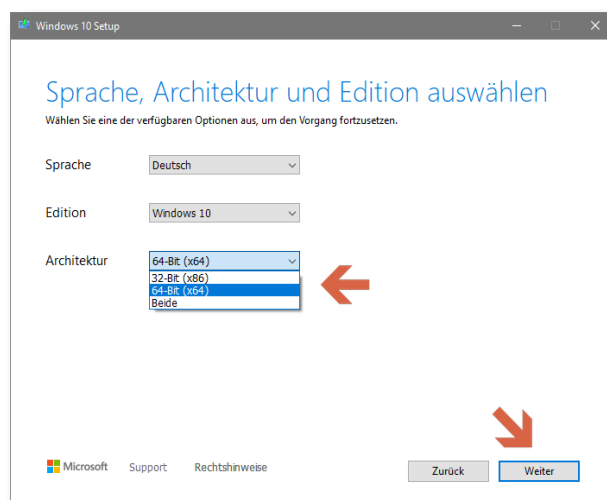 Windows 10 Setup
Sprache, Architektur und Edition auswählen
Wählen Sie eine der verfügbaren Optionen aus, um den Vorgang fortzusetzen.
Sprache Deutsch
Edition Windows 10
Architektur 64-Bit (x64)
32-Bit (x86)
64-Bit (x64)
Beide
Microsoft Support Rechtshinweise Zurück Weiter